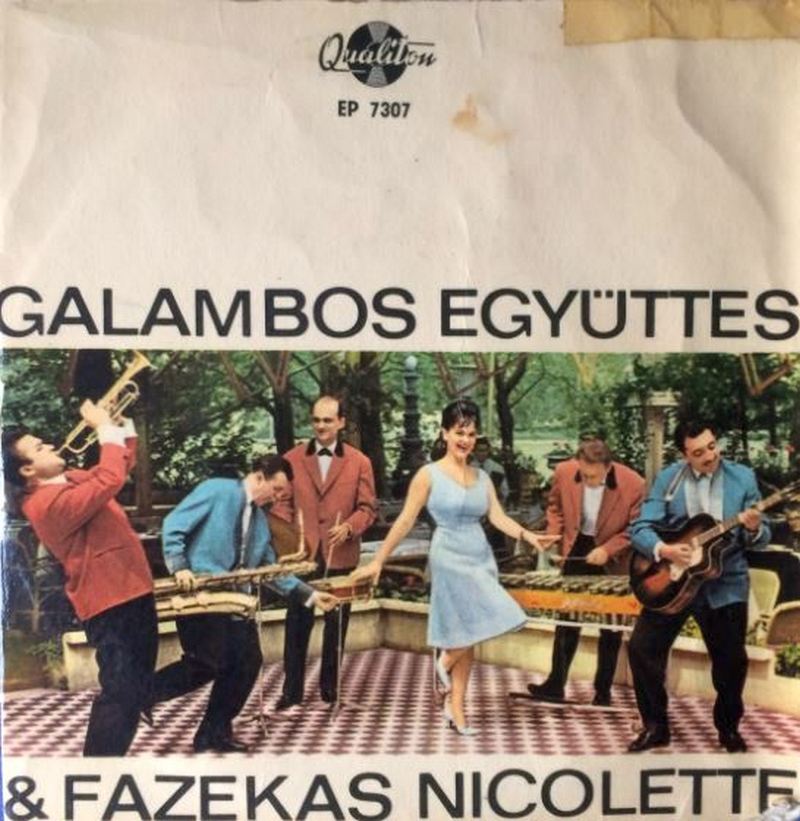 Qualiton
EP 7307
GALAMBOS EGYÜTTES
& FAZEKAS NICOLETTE